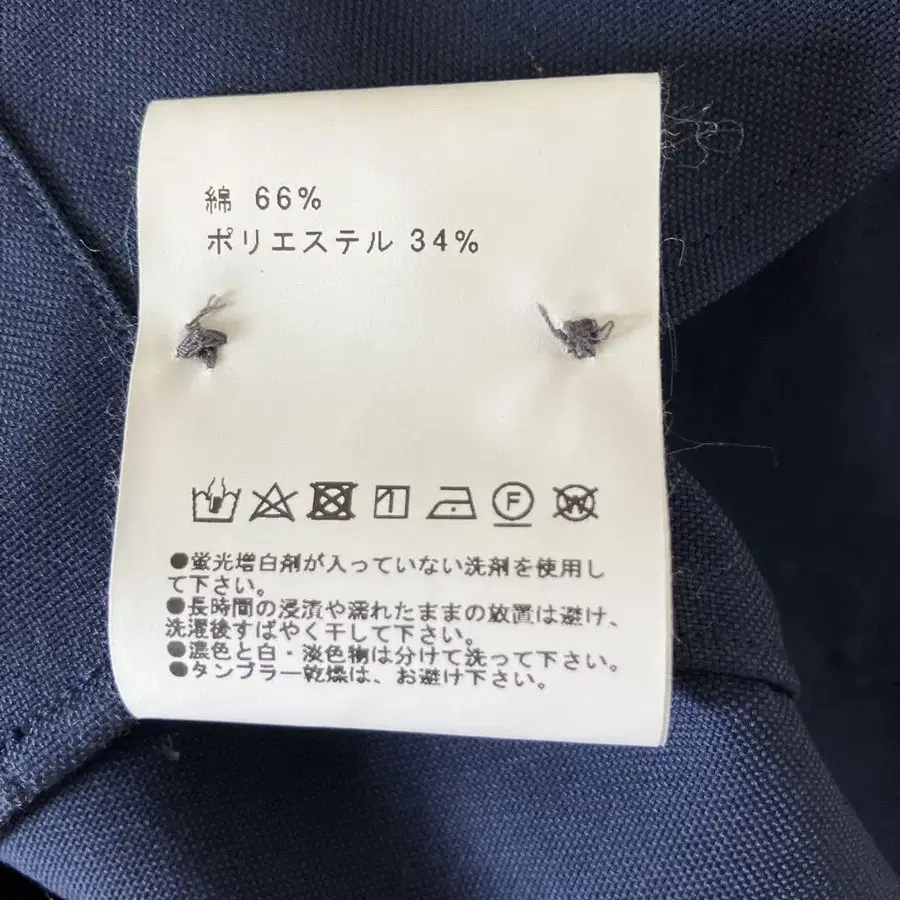 綿 66%
ポリエステル 34%
F
W
●蛍光増白剤が入っていない洗剤を使用し
て下さい。
●長時間の浸漬や濡れたままの放置は避け、
洗濯後すばやく干して下さい。
●濃色と白・淡色物は分けて洗って下さい。
●タンブラー乾燥は、お避け下さい。